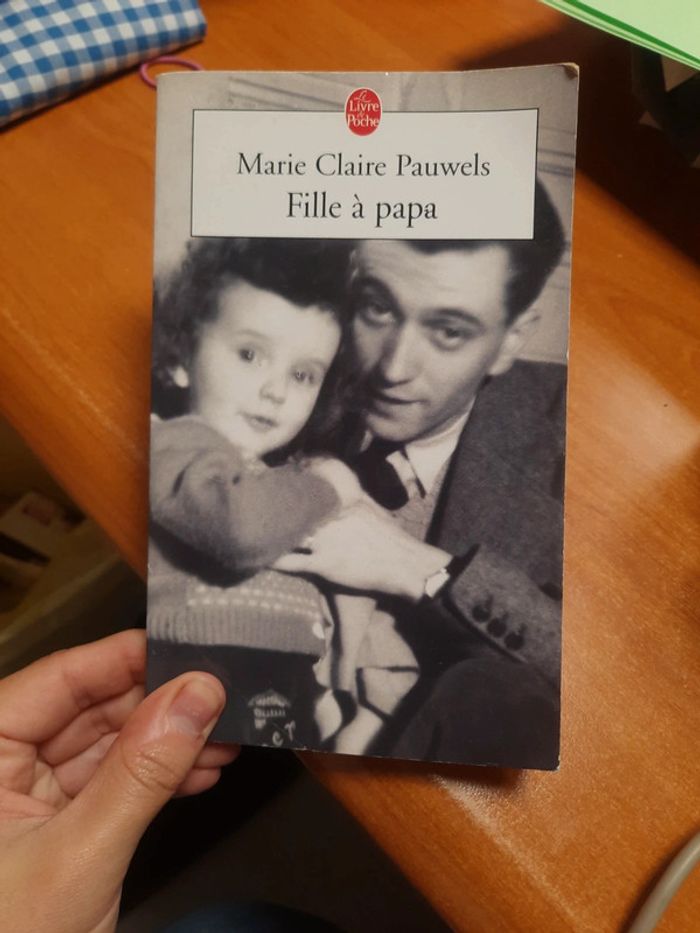 Le
Livre
de
Poche
Marie Claire Pauwels
Fille à papa